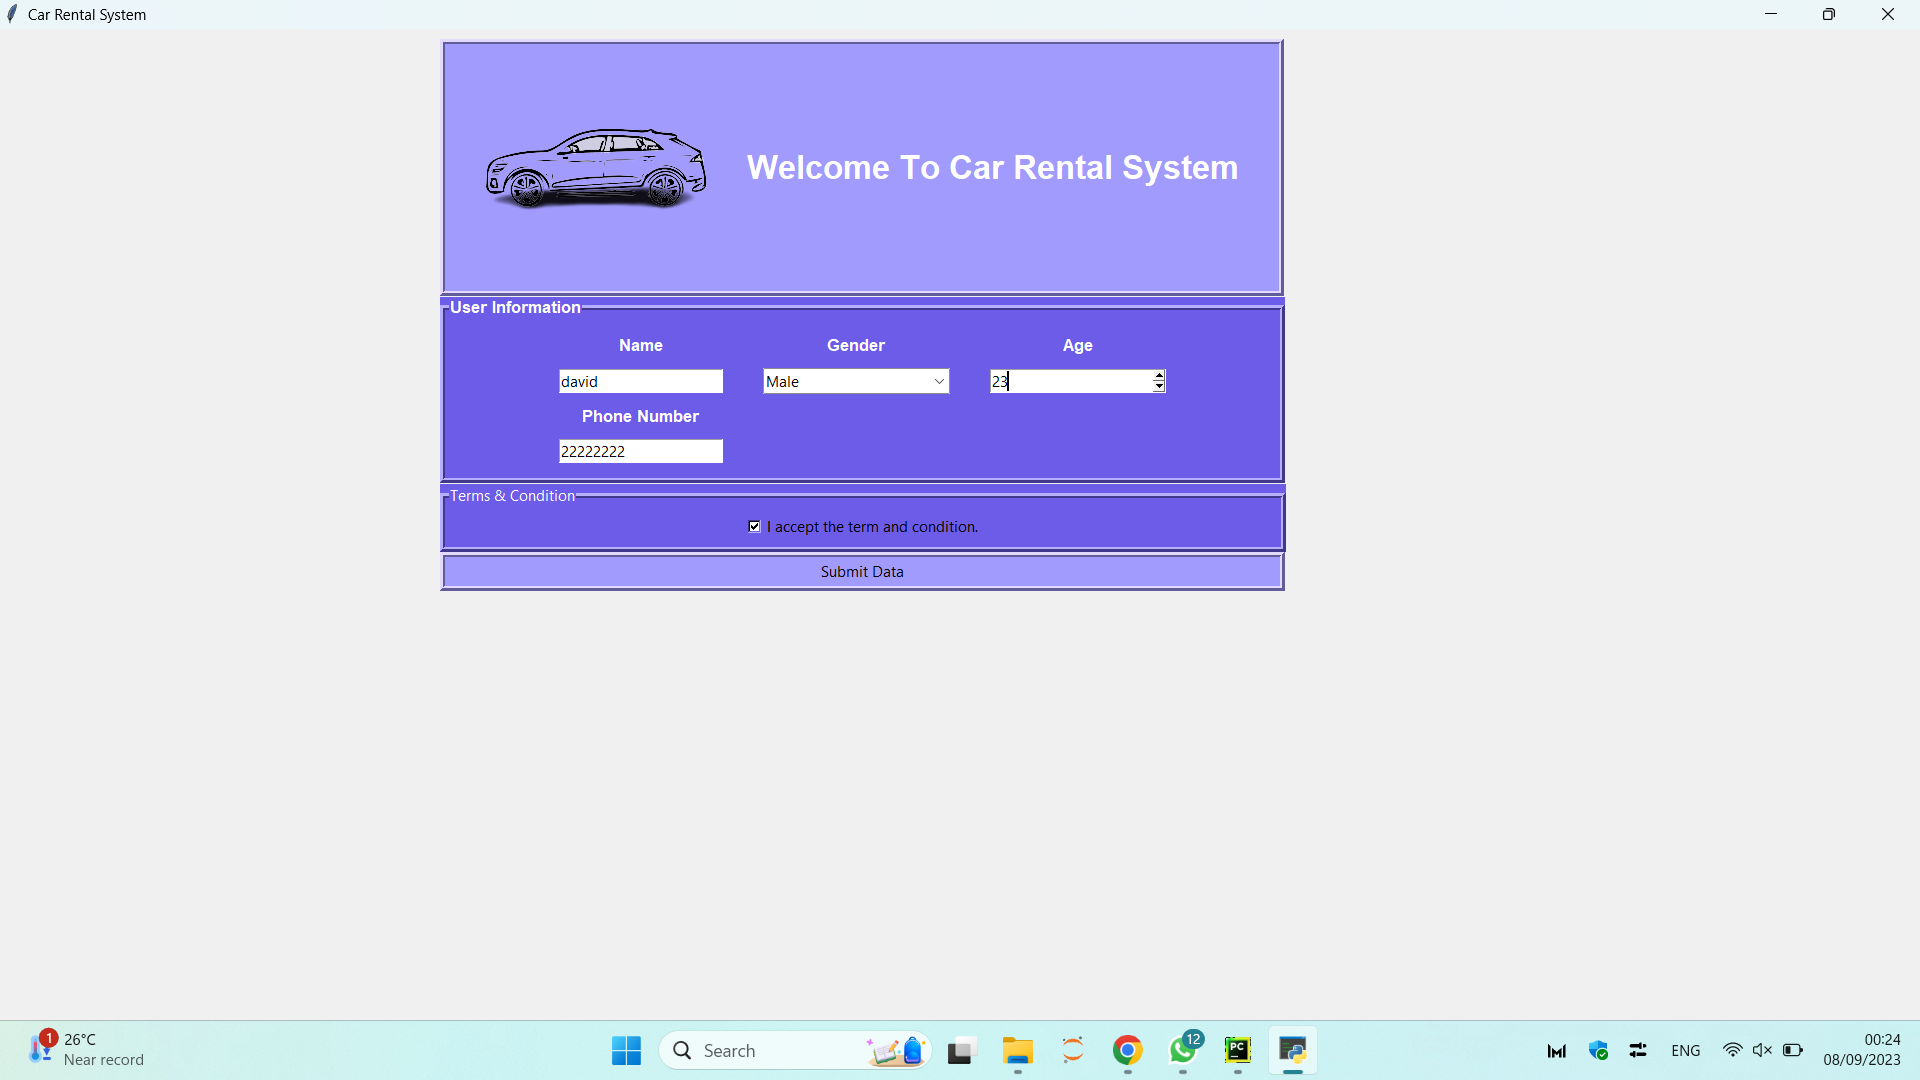 Car Rental System
Welcome To Car Rental System
User Information
Name
Gender
Age
david
Male
23
Phone Number
22222222
Terms & Condition
I accept the term and condition.
Submit Data
1
26°C
Near record
Search
12
PC
ENG
00:24
08/09/2023